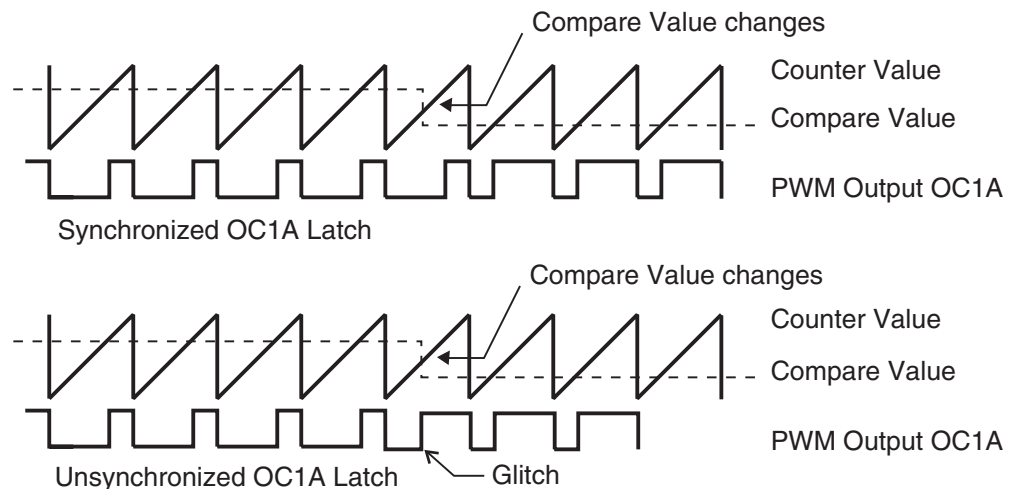 Compare Value changes
Counter Value
Compare Value
PWM Output OC1A
Synchronized OC1A Latch
Compare Value changes
Counter Value
Compare Value
PWM Output OC1A
Unsynchronized OC1A Latch
Glitch